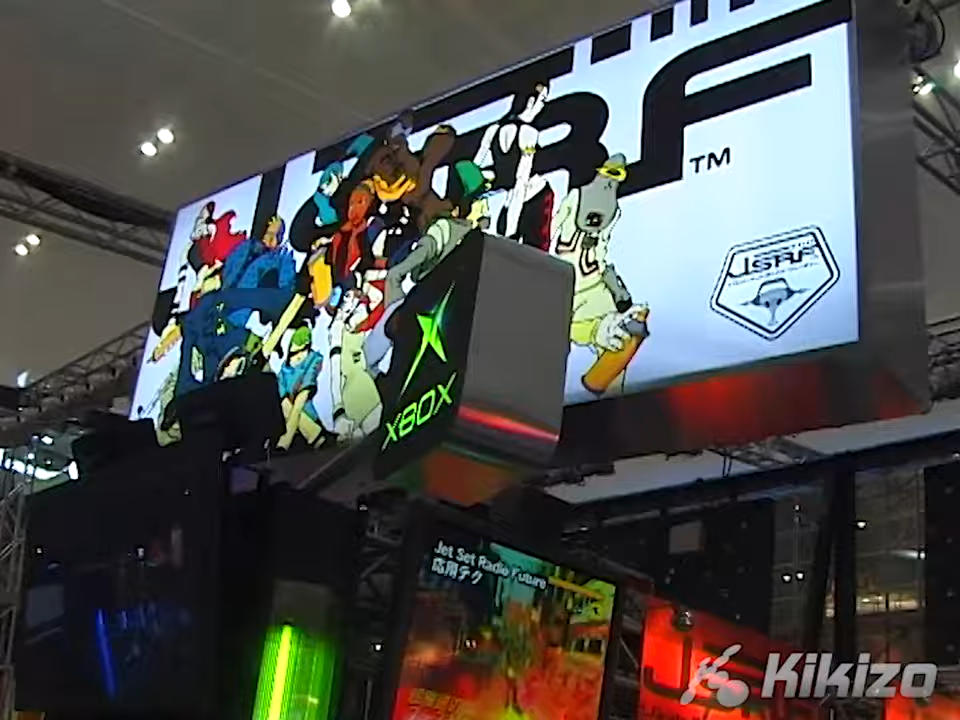 JSRF
TM
JSRF
XBOX
Jet Set Radio Future
応用テク
Kikizo